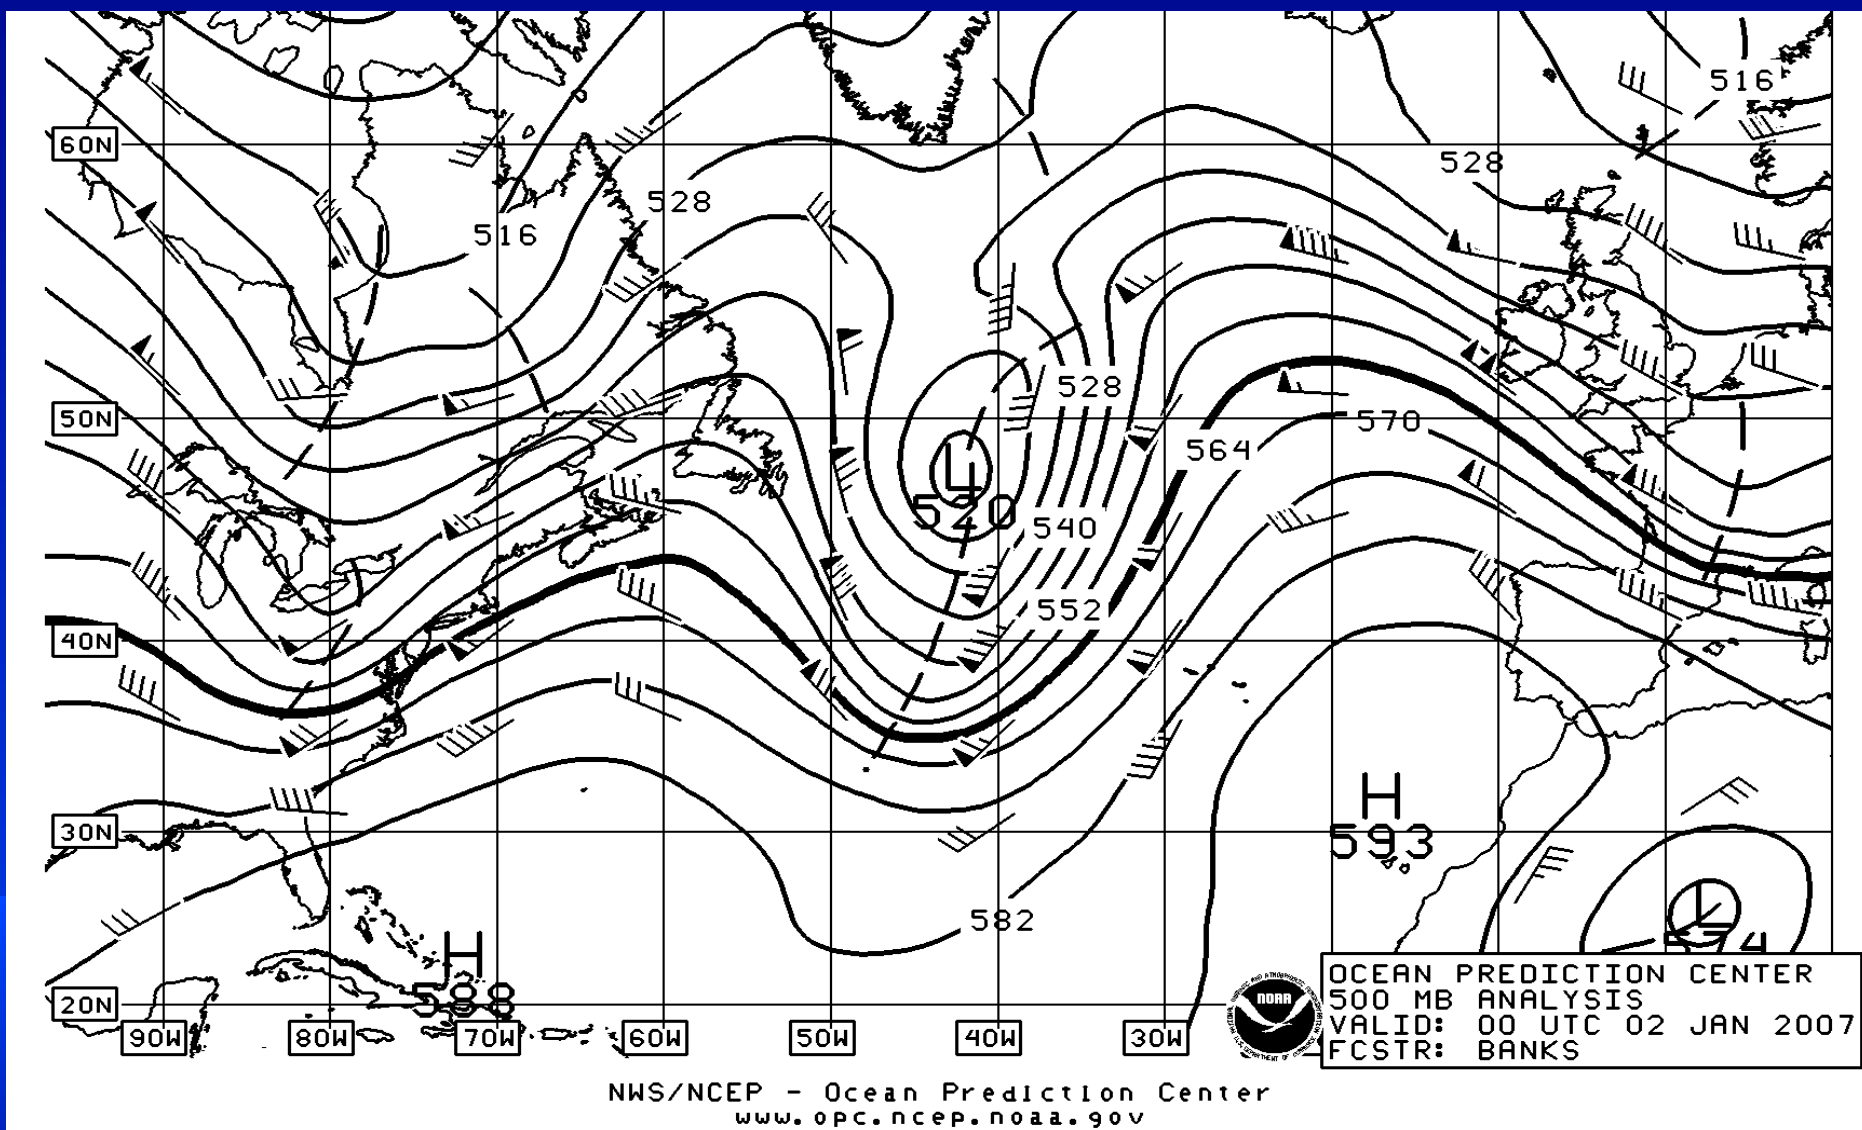 516
60N
528
528
516
50N
528
570
564
L
520
540
552
40N
H
593
30N
582
L
574
H
588
20N
90W
80W
70W
60W
50W
40W
30W
NOAA
OCEAN PREDICTION CENTER
500 MB ANALYSIS
VALID: 00 UTC 02 JAN 2007
FCSTR: BANKS
NWS/NCEP – Ocean Prediction Center
www.opc.ncep.noaa.gov